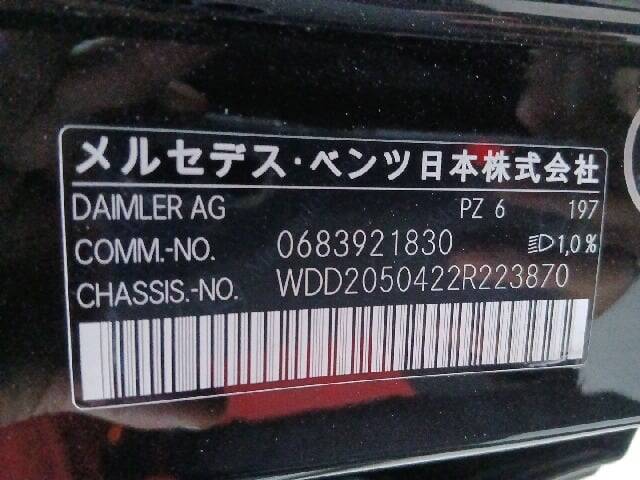 メルセデス・ベンツ日本株式会社
DAIMLER AG PZ 6 197
COMM.-NO. 0683921830 1,0%
CHASSIS.-NO. WDD2050422R223870